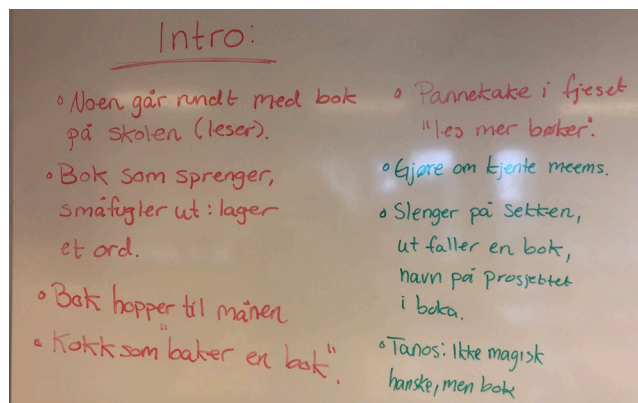 Intro:
◦ Noen går rundt med bok
på skolen (leser).
◦ Bok som sprenger,
småfugler ut: lager
et ord.
◦ Bok hopper til månen
◦ Kokk som "baker en bok".
◦ Pannekake i fjeset
"les mer bøker".
◦ Gjøre om kjente meems.
◦ Slenger på sekken,
ut faller en bok,
navn på prosjektet
i boka.
◦ Tanos: Ikke magisk
hanske, men bok